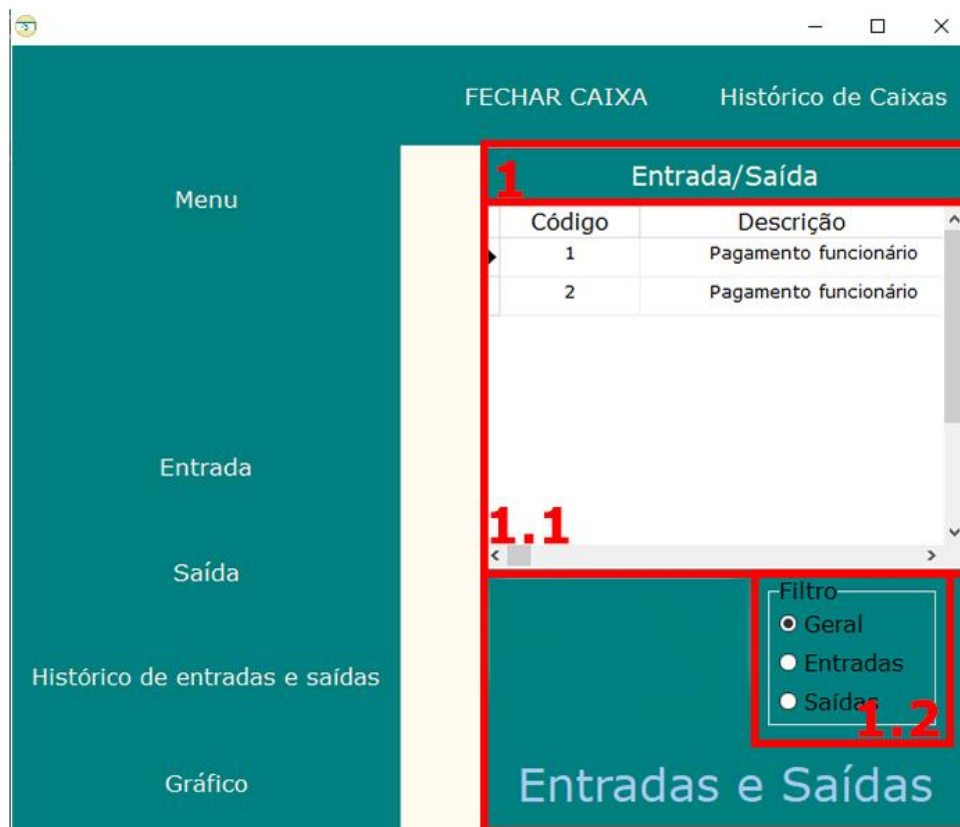 FECHAR CAIXA Histórico de Caixas
Menu
Entrada
Saída
Histórico de entradas e saídas
Gráfico
1 Entrada/Saída
Código Descrição
1 Pagamento funcionário
2 Pagamento funcionário
1.1
Filtro
Geral
Entradas
Saídas
1.2
Entradas e Saídas